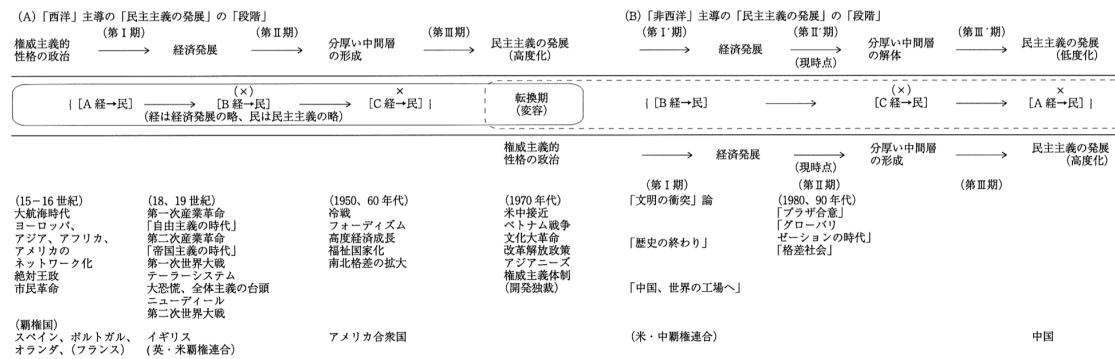 (A)「西洋」主導の「民主主義の発展」の「段階」
(第Ⅰ期) (第Ⅱ期) (第Ⅲ期)
権威主義的
性格の政治
経済発展
分厚い中間層
の形成
民主主義の発展
(高度化)
(B)「非西洋」主導の「民主主義の発展」の「段階」
(第Ⅰ'期) (第Ⅱ'期) (第Ⅲ'期)
経済発展
(現時点)
分厚い中間層
の解体
民主主義の発展
(低度化)
(×) ×
{[A 経→民] [B 経→民] [C 経→民]}
(経は経済発展の略、民は民主主義の略)
転換期
(変容)
(×) ×
{[B 経→民] [C 経→民] [A 経→民]}
権威主義的
性格の政治
経済発展
(現時点)
分厚い中間層
の形成
民主主義の発展
(高度化)
(第Ⅰ期) (第Ⅱ期) (第Ⅲ期)
(15-16世紀)
大航海時代
ヨーロッパ、
アジア、アフリカ、
アメリカの
ネットワーク化
絶対王政
市民革命
(18、19世紀)
第一次産業革命
「自由主義の時代」
第二次産業革命
「帝国主義の時代」
第一次世界大戦
テーラーシステム
大恐慌、全体主義の台頭
ニューディール
第二次世界大戦
(1950、60年代)
冷戦
フォーディズム
高度経済成長
福祉国家化
南北格差の拡大
(1970年代)
米中接近
ベトナム戦争
文化大革命
改革開放政策
アジアニーズ
権威主義体制
(開発独裁)
「文明の衝突」論
「歴史の終わり」
「中国、世界の工場へ」
(1980、90年代)
「プラザ合意」
「グローバリ
ゼーションの時代」
「格差社会」
(覇権国)
スペイン、ポルトガル、
オランダ、(フランス)
イギリス
(英・米覇権連合)
アメリカ合衆国
(米・中覇権連合)
中国